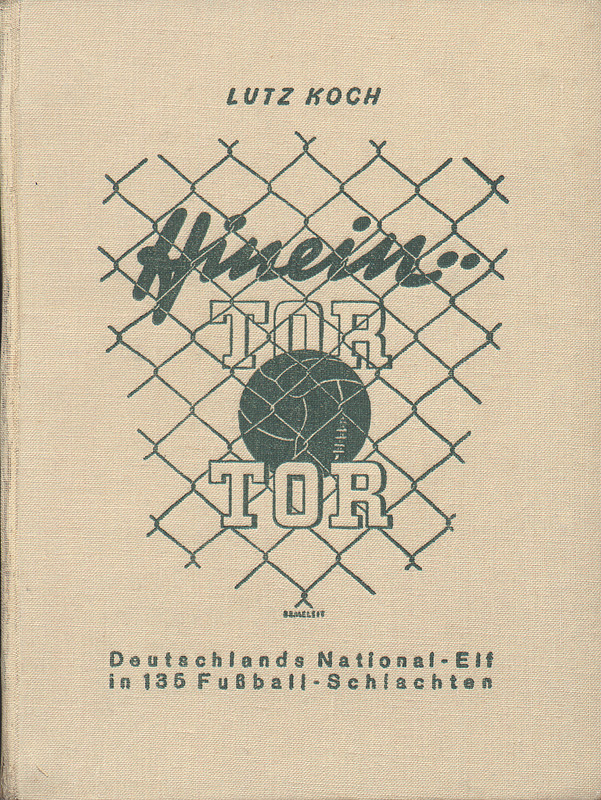 LUTZ KOCH
Hinein..
TOR
TOR
Deutschlands National-Elf
in 135 Fußball-Schlachten